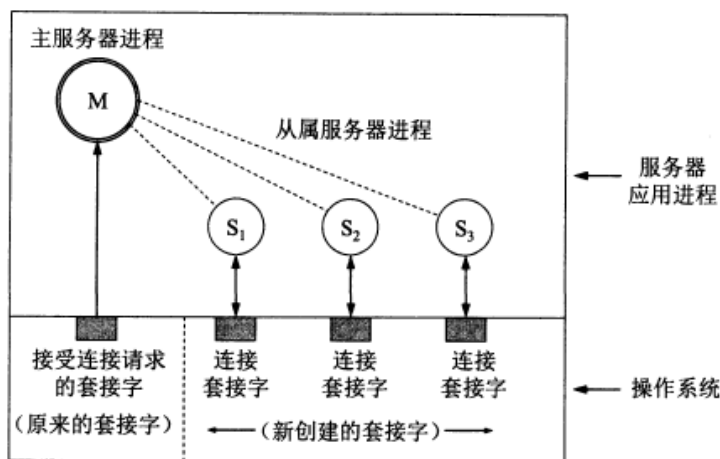 主服务器进程
M
从属服务器进程
服务器
应用进程
S₁
S₂
S₃
接受连接请求
的套接字
(原来的套接字)
连接
套接字
连接
套接字
连接
套接字
(新创建的套接字)
操作系统